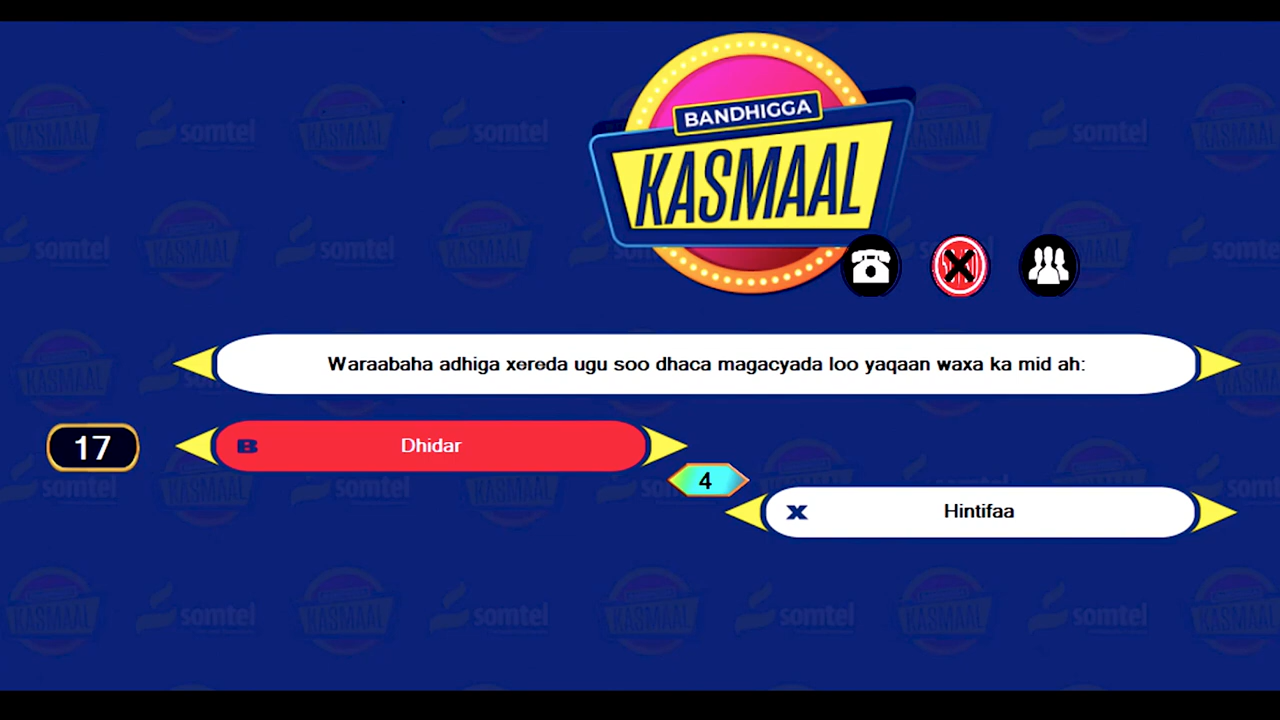 BANDHIGGA
KASMAAL
Waraabaha adhiga xereda ugu soo dhaca magacyada loo yaqaan waxa ka mid ah:
17
B Dhidar
4
X Hintifaa
somtel